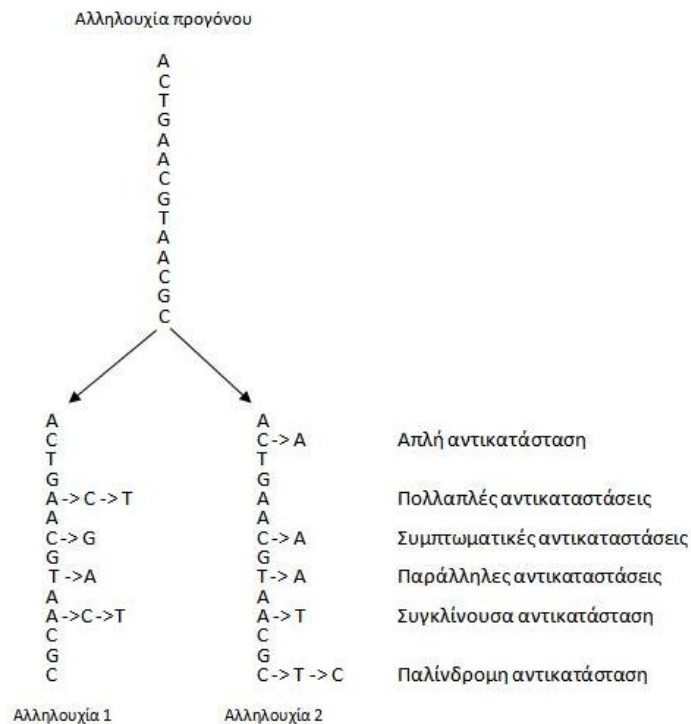 Αλληλουχία προγόνου
A
C
T
G
A
A
C
G
T
A
A
C
G
C
A A
C C -> A Απλή αντικατάσταση
T T
G G
A -> C -> T A Πολλαπλές αντικαταστάσεις
A A
C -> G C -> A Συμπτωματικές αντικαταστάσεις
G G
T -> A T -> A Παράλληλες αντικαταστάσεις
A A
A ->C ->T A -> T Συγκλίνουσα αντικατάσταση
C C
G G
C C -> T -> C Παλίνδρομη αντικατάσταση
Αλληλουχία 1 Αλληλουχία 2